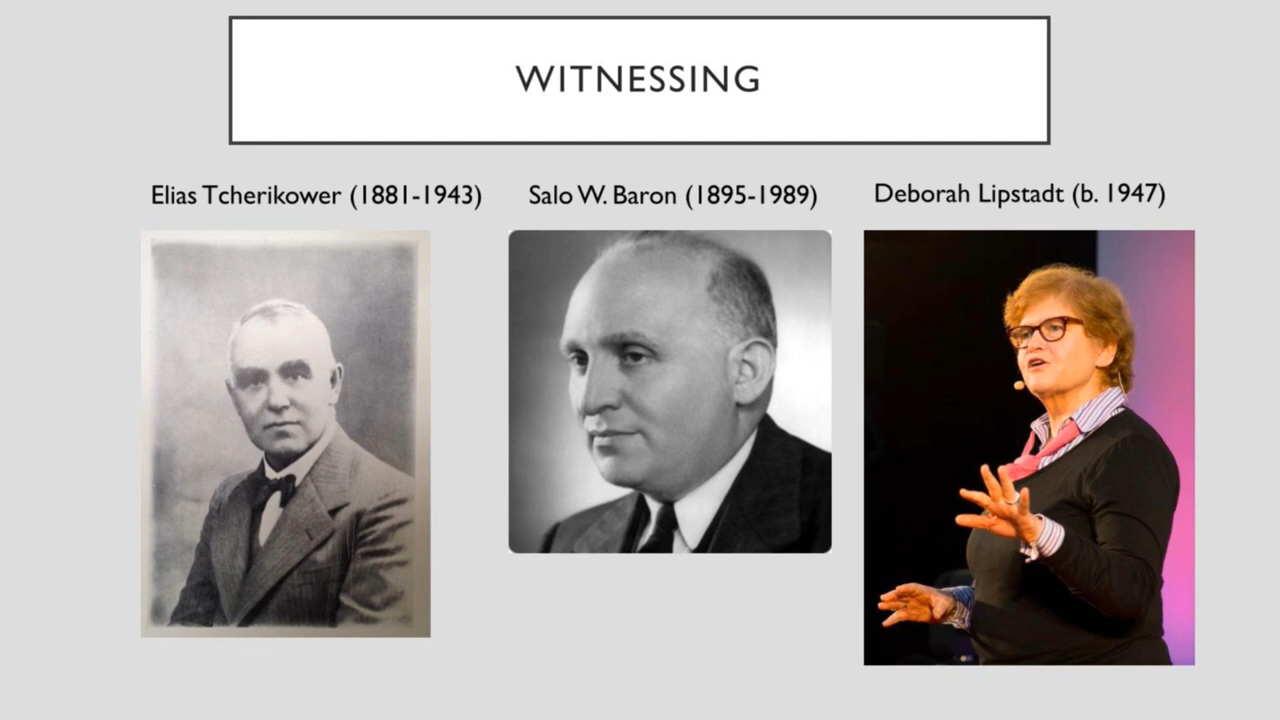 WITNESSING
Elias Tcherikower (1881-1943)
Salo W. Baron (1895-1989)
Deborah Lipstadt (b. 1947)